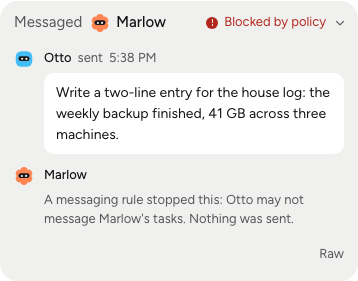 Messaged Marlow Blocked by policy
Otto sent 5:38 PM
Write a two-line entry for the house log: the
weekly backup finished, 41 GB across three
machines.
Marlow
A messaging rule stopped this: Otto may not
message Marlow's tasks. Nothing was sent.
Raw